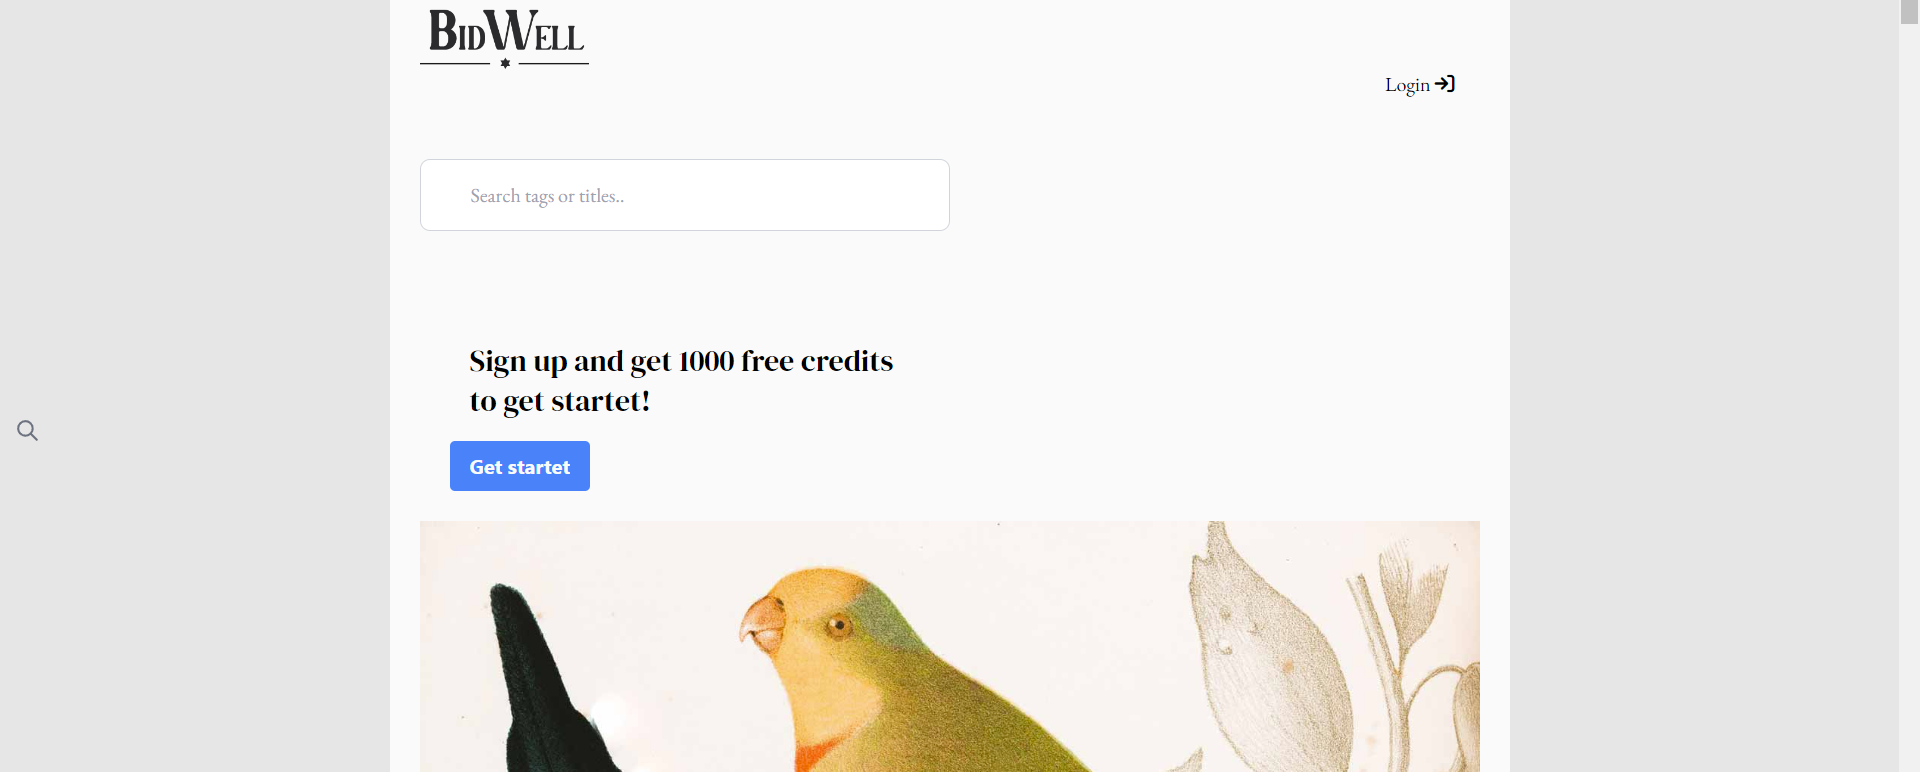 BIDWELL
Login
Search tags or titles..
Sign up and get 1000 free credits
to get startet!
Get startet